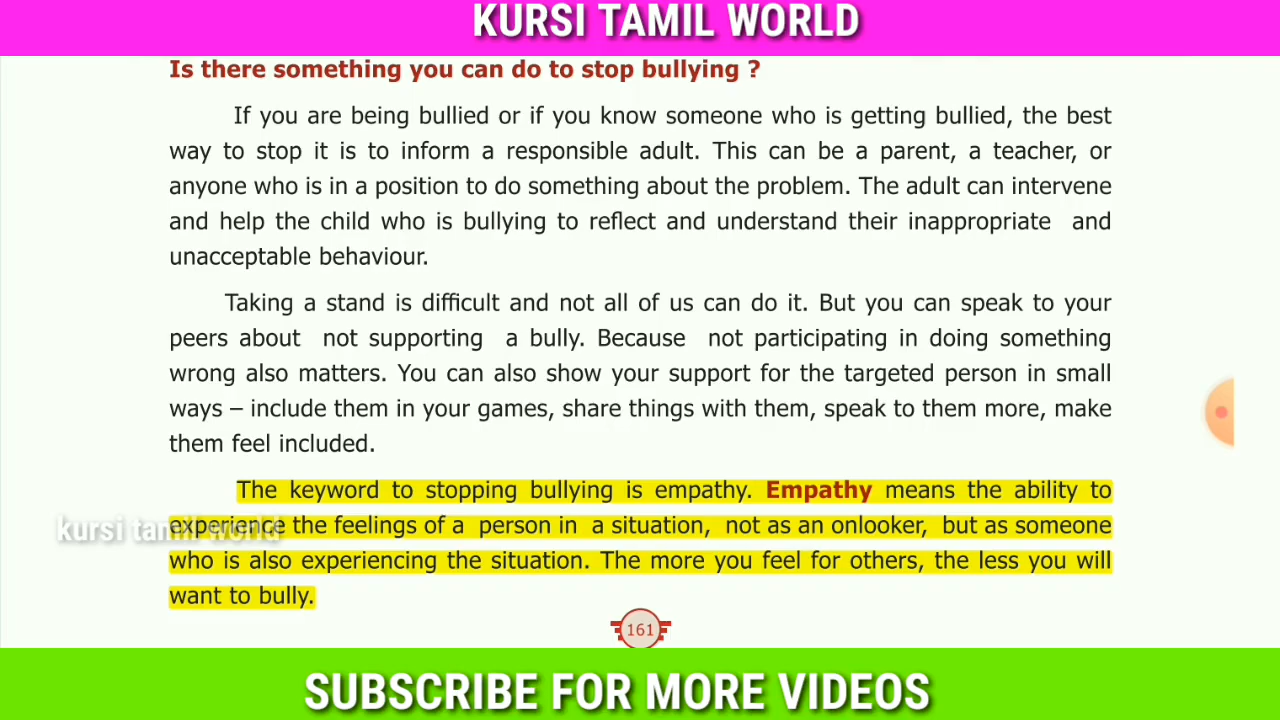 KURSI TAMIL WORLD
Is there something you can do to stop bullying ?
If you are being bullied or if you know someone who is getting bullied, the best
way to stop it is to inform a responsible adult. This can be a parent, a teacher, or
anyone who is in a position to do something about the problem. The adult can intervene
and help the child who is bullying to reflect and understand their inappropriate and
unacceptable behaviour.
Taking a stand is difficult and not all of us can do it. But you can speak to your
peers about not supporting a bully. Because not participating in doing something
wrong also matters. You can also show your support for the targeted person in small
ways – include them in your games, share things with them, speak to them more, make
them feel included.
The keyword to stopping bullying is empathy. Empathy means the ability to
experience the feelings of a person in a situation, not as an onlooker, but as someone
kursi tamil world
who is also experiencing the situation. The more you feel for others, the less you will
want to bully.
161
SUBSCRIBE FOR MORE VIDEOS